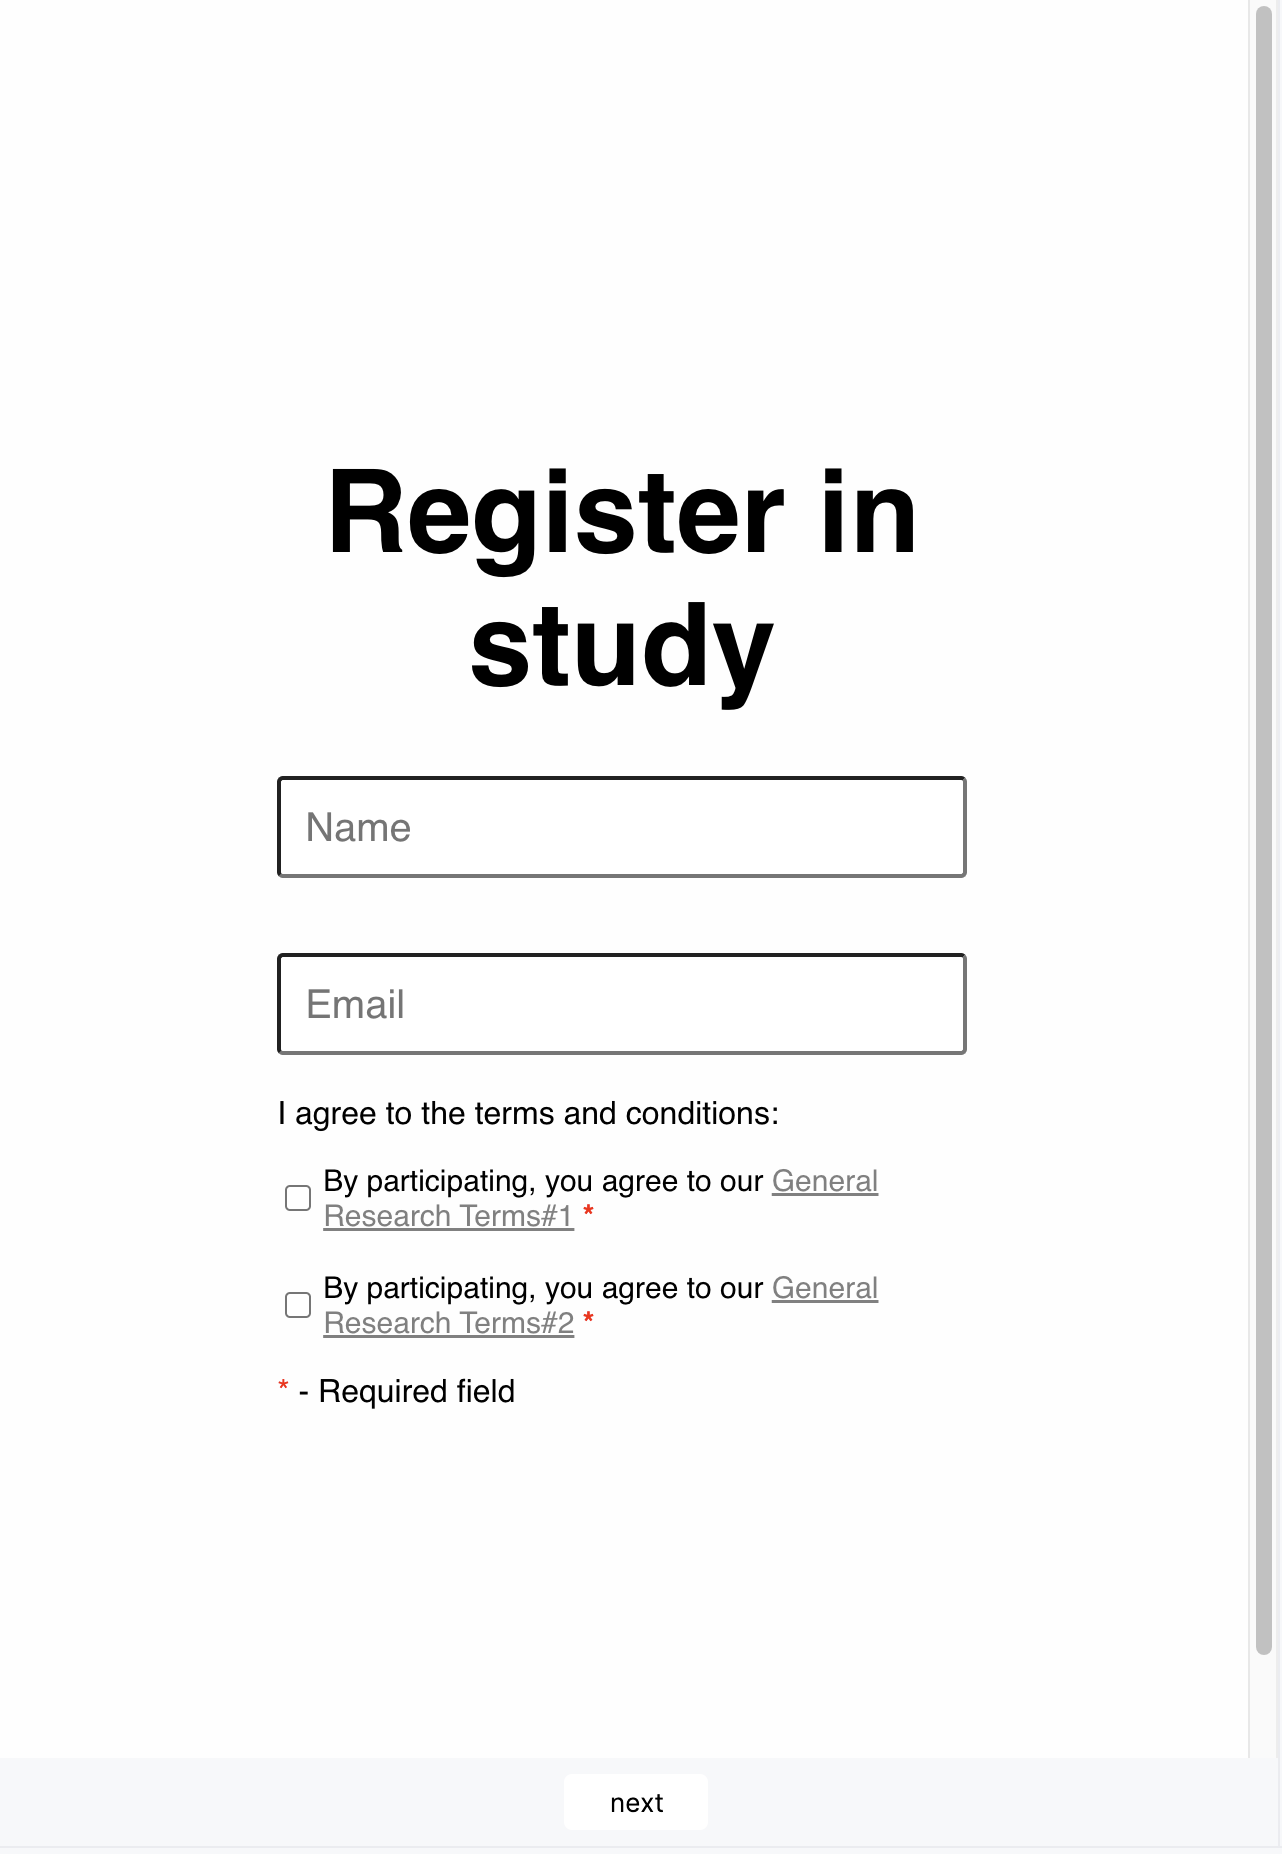 Register in
study
Name
Email
I agree to the terms and conditions:
By participating, you agree to our General
Research Terms#1 *
By participating, you agree to our General
Research Terms#2 *
* - Required field
next